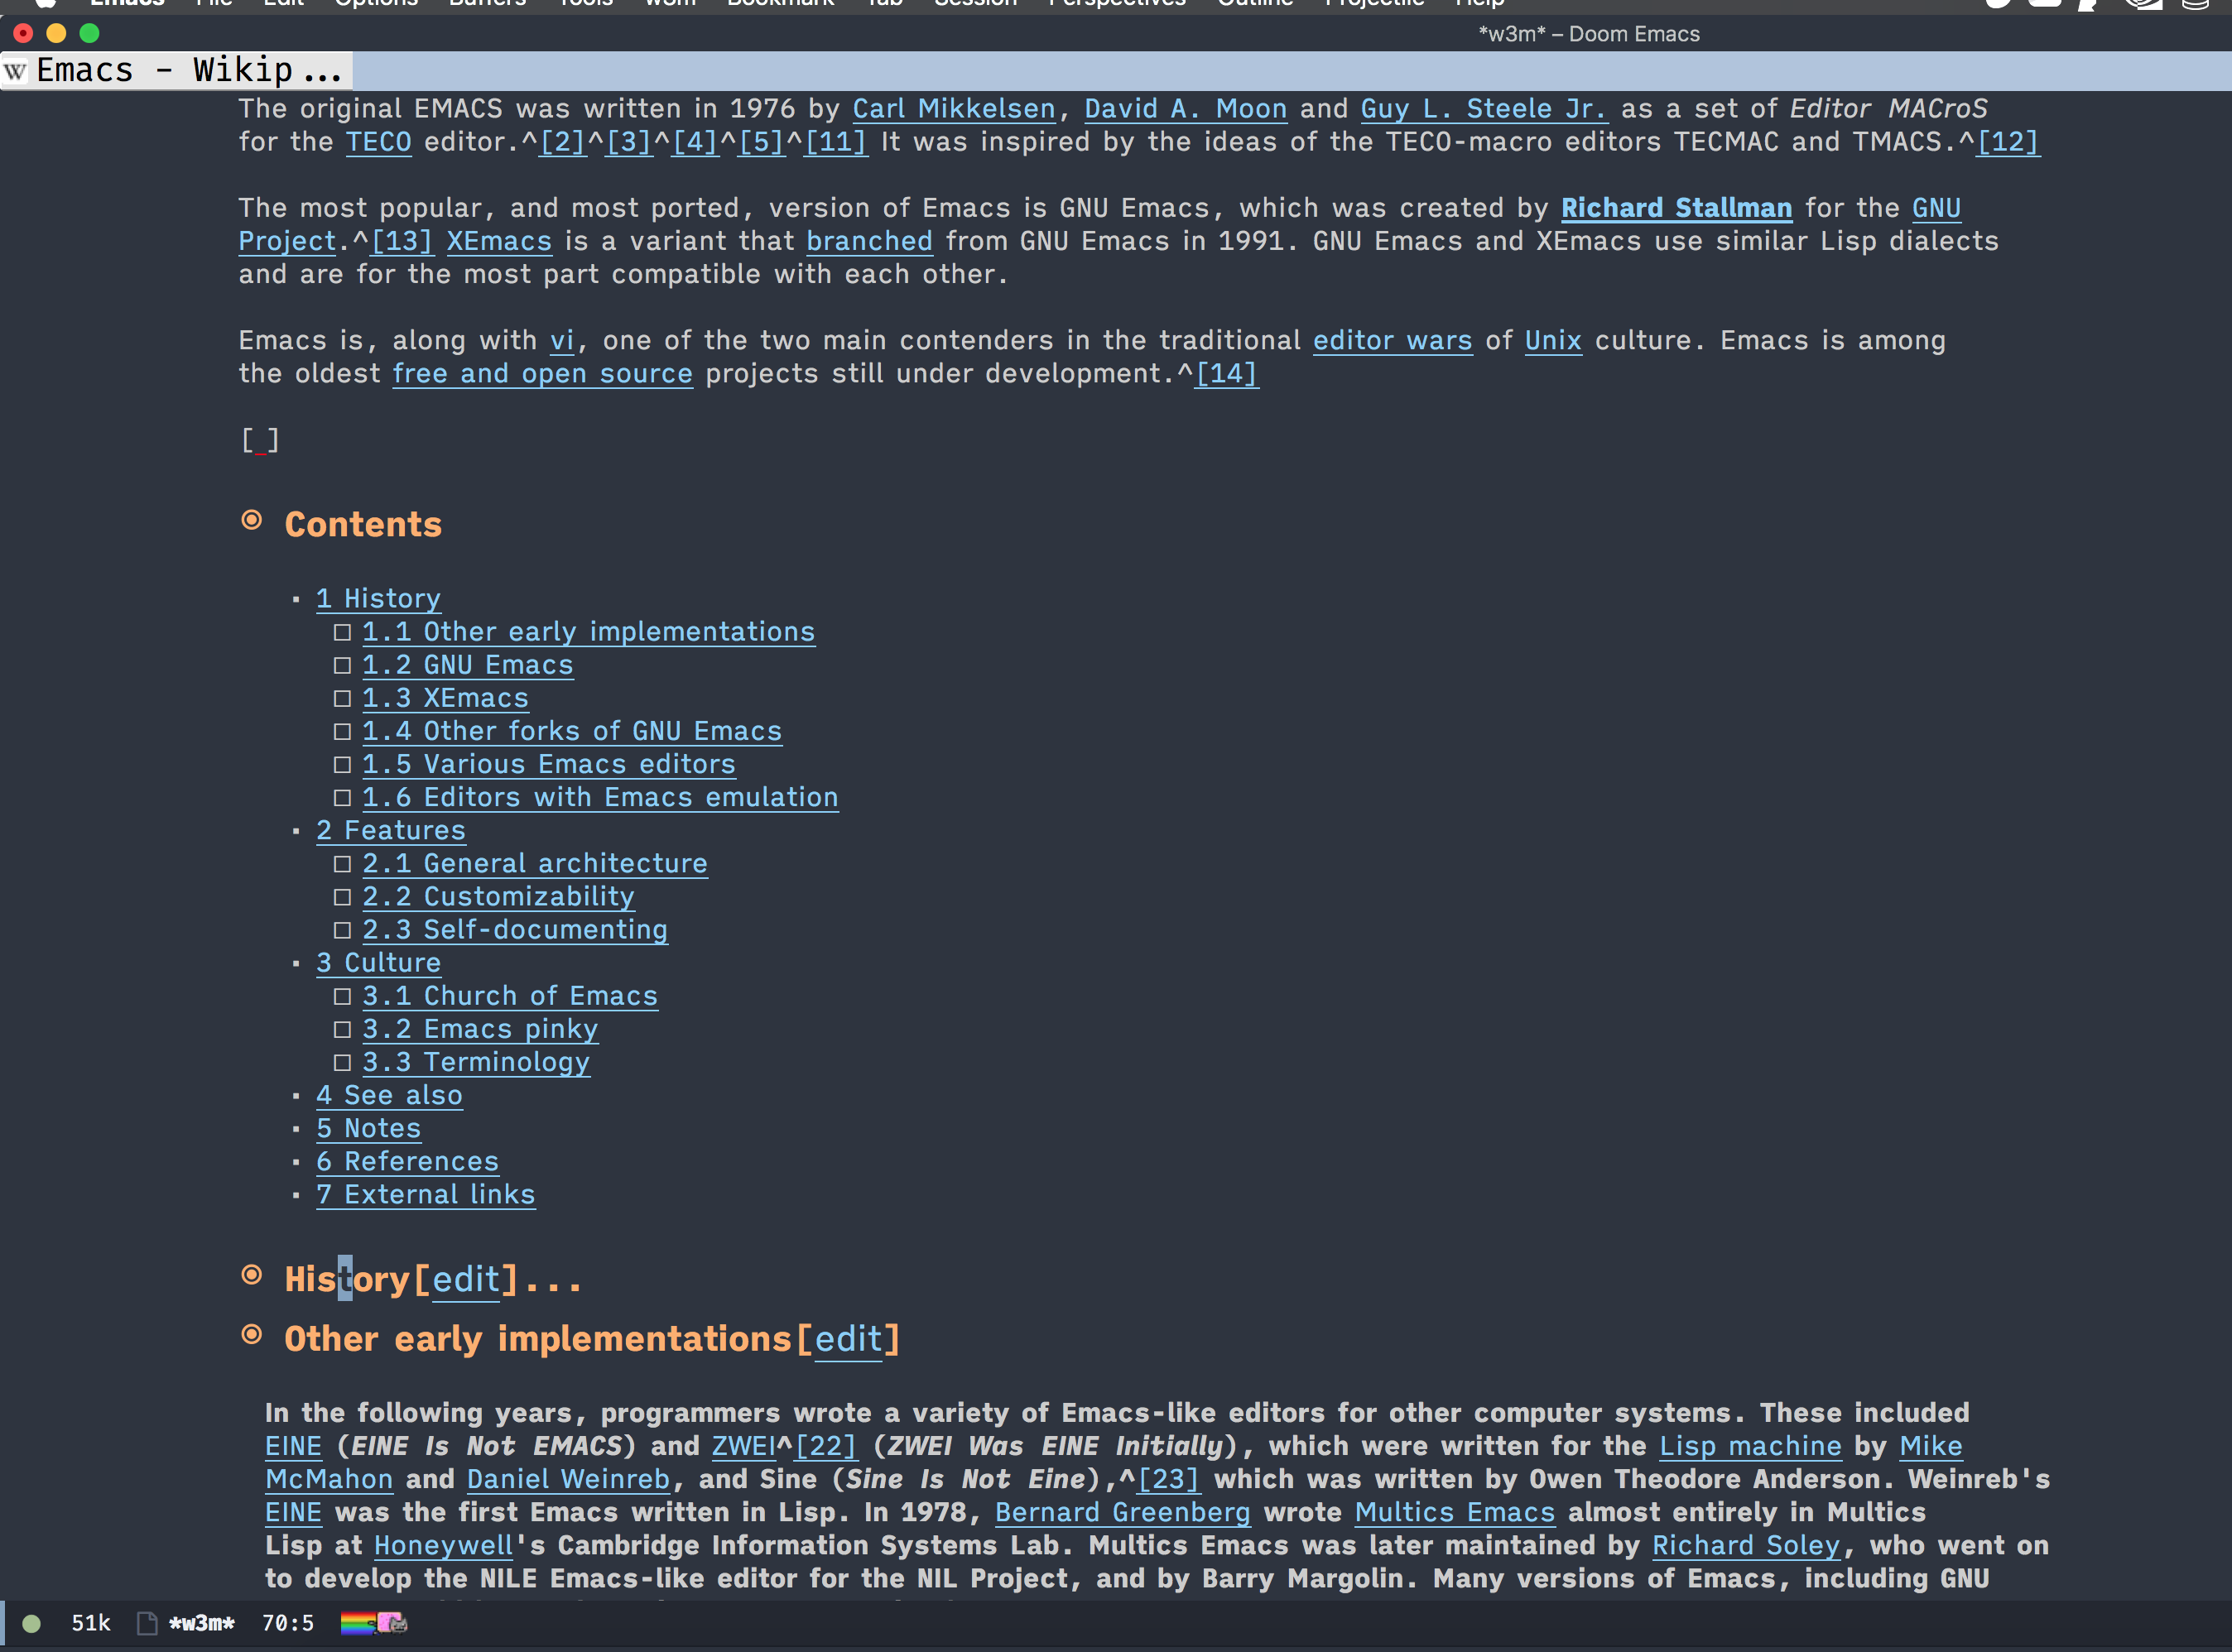 Emacs File Edit Options Buffers Tools w3m Bookmark Tab Session Perspectives Outline Projectile Help
*w3m* – Doom Emacs
W Emacs - Wikip...
The original EMACS was written in 1976 by Carl Mikkelsen, David A. Moon and Guy L. Steele Jr. as a set of Editor MACroS
for the TECO editor.^[2]^[3]^[4]^[5]^[11] It was inspired by the ideas of the TECO-macro editors TECMAC and TMACS.^[12]
The most popular, and most ported, version of Emacs is GNU Emacs, which was created by Richard Stallman for the GNU
Project.^[13] XEmacs is a variant that branched from GNU Emacs in 1991. GNU Emacs and XEmacs use similar Lisp dialects
and are for the most part compatible with each other.
Emacs is, along with vi, one of the two main contenders in the traditional editor wars of Unix culture. Emacs is among
the oldest free and open source projects still under development.^[14]
[_]
Contents
1 History
1.1 Other early implementations
1.2 GNU Emacs
1.3 XEmacs
1.4 Other forks of GNU Emacs
1.5 Various Emacs editors
1.6 Editors with Emacs emulation
2 Features
2.1 General architecture
2.2 Customizability
2.3 Self-documenting
3 Culture
3.1 Church of Emacs
3.2 Emacs pinky
3.3 Terminology
4 See also
5 Notes
6 References
7 External links
History[edit]...
Other early implementations[edit]
In the following years, programmers wrote a variety of Emacs-like editors for other computer systems. These included
EINE (EINE Is Not EMACS) and ZWEI^[22] (ZWEI Was EINE Initially), which were written for the Lisp machine by Mike
McMahon and Daniel Weinreb, and Sine (Sine Is Not Eine),^[23] which was written by Owen Theodore Anderson. Weinreb's
EINE was the first Emacs written in Lisp. In 1978, Bernard Greenberg wrote Multics Emacs almost entirely in Multics
Lisp at Honeywell's Cambridge Information Systems Lab. Multics Emacs was later maintained by Richard Soley, who went on
to develop the NILE Emacs-like editor for the NIL Project, and by Barry Margolin. Many versions of Emacs, including GNU
51k *w3m* 70:5